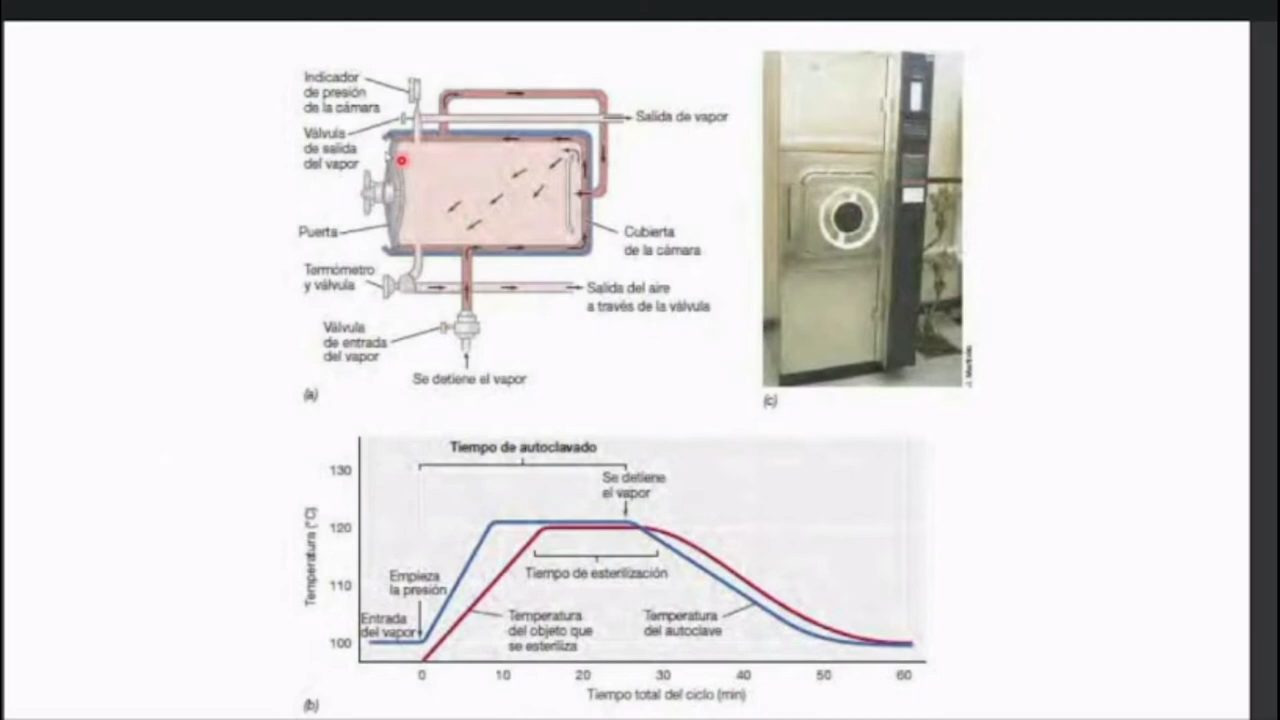 Indicador
de presión
de la cámara
Válvula
de salida
del vapor
Puerta
Termómetro
y válvula
Válvula
de entrada
del vapor
Se detiene el vapor
Salida de vapor
Cubierta
de la cámara
Salida del aire
a través de la válvula
(a)
(c)
Tiempo de autoclavado
Se detiene
el vapor
130
120
110
100
Temperatura (°C)
Empieza
la presión
Entrada
del vapor
Tiempo de esterilización
Temperatura
del objeto que
se esteriliza
Temperatura
del autoclave
0 10 20 30 40 50 60
Tiempo total del ciclo (min)
(b)